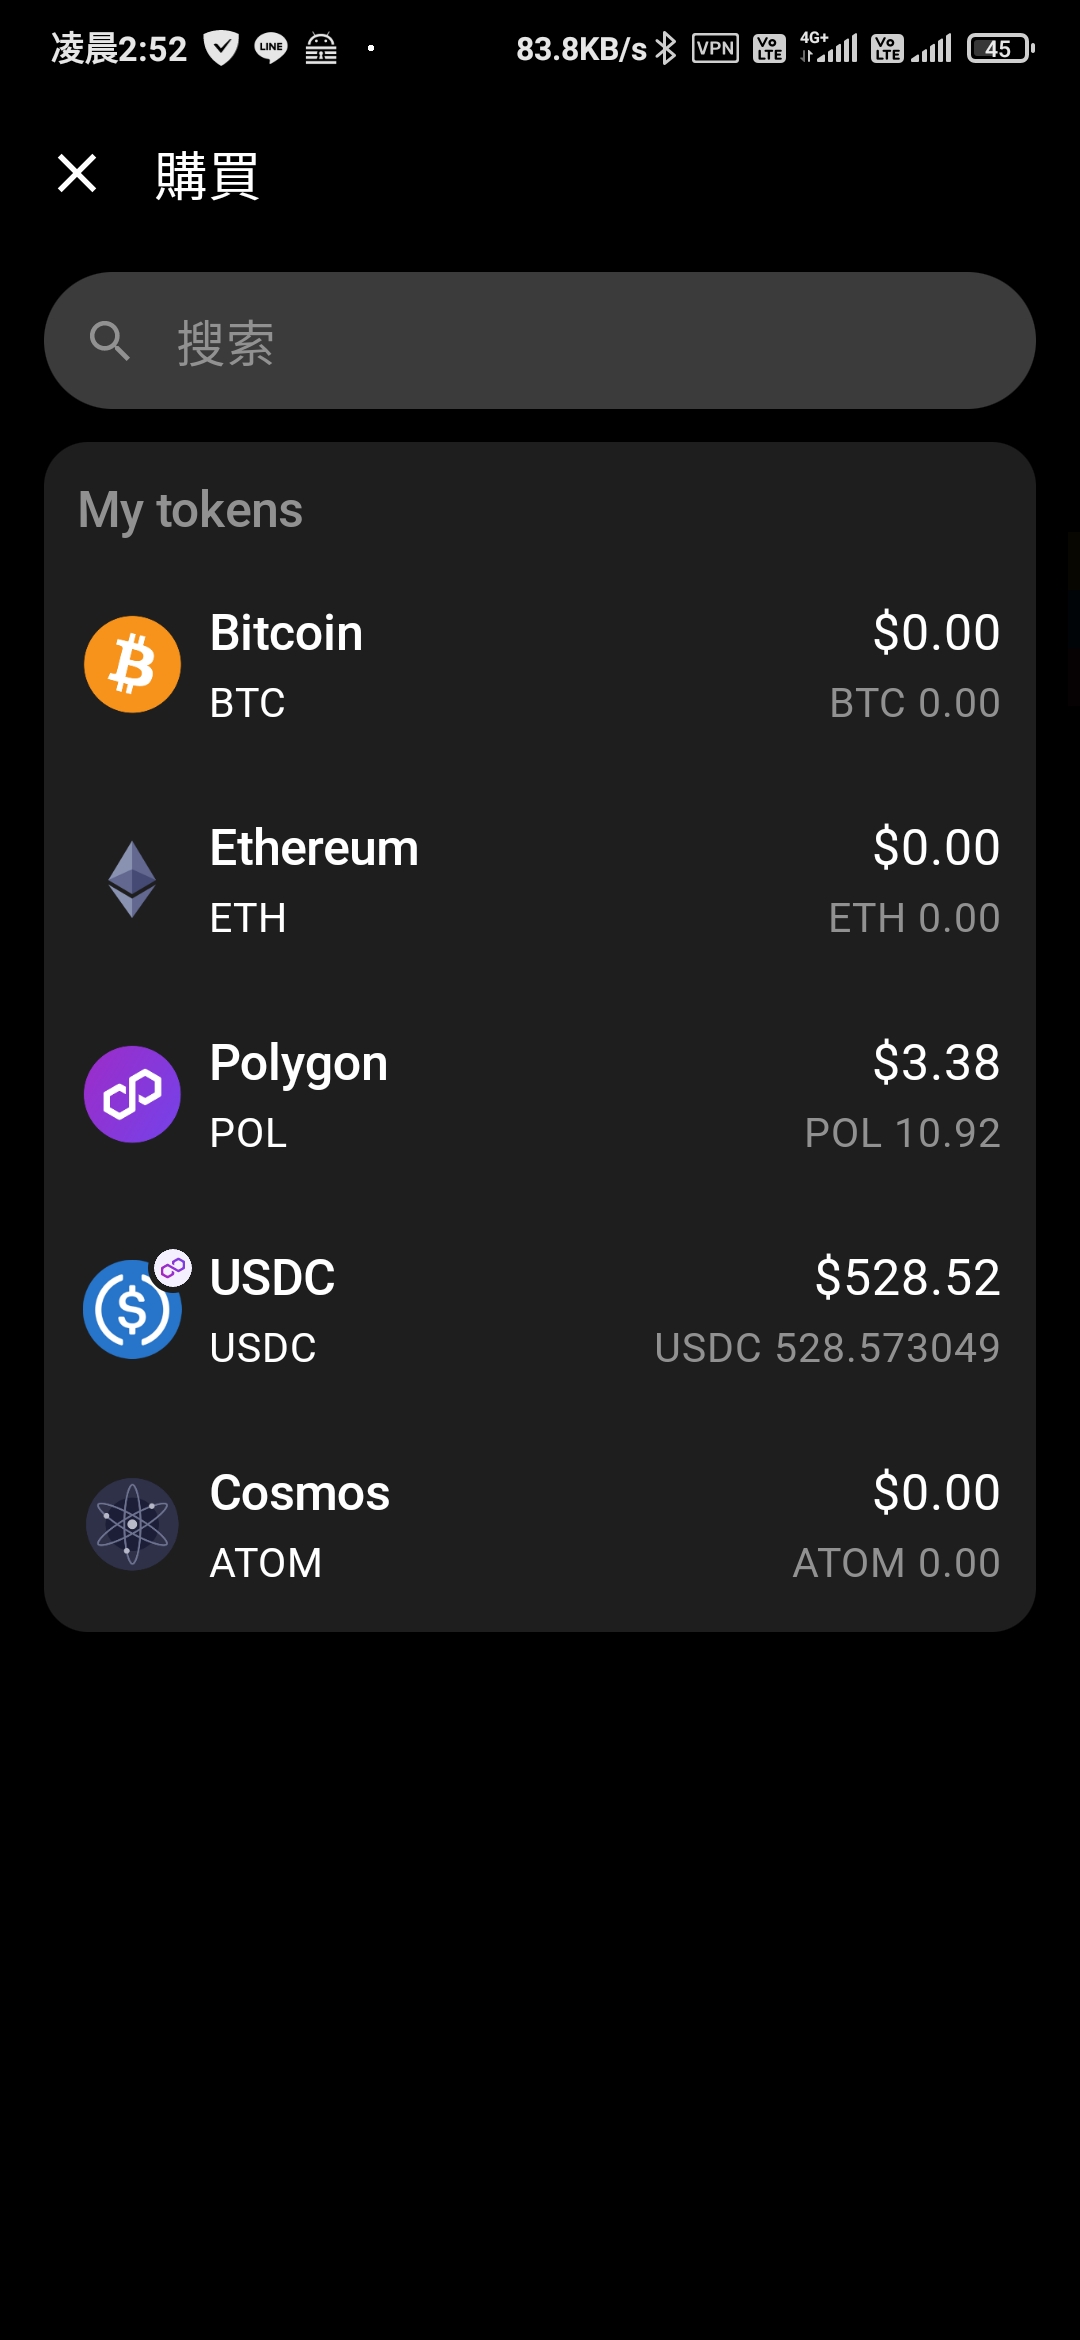 凌晨2:52 LINE 83.8KB/s VPN Vo LTE 4G+ Vo LTE 45
購買
搜索
My tokens
Bitcoin $0.00
BTC BTC 0.00
Ethereum $0.00
ETH ETH 0.00
Polygon $3.38
POL POL 10.92
USDC $528.52
USDC USDC 528.573049
Cosmos $0.00
ATOM ATOM 0.00